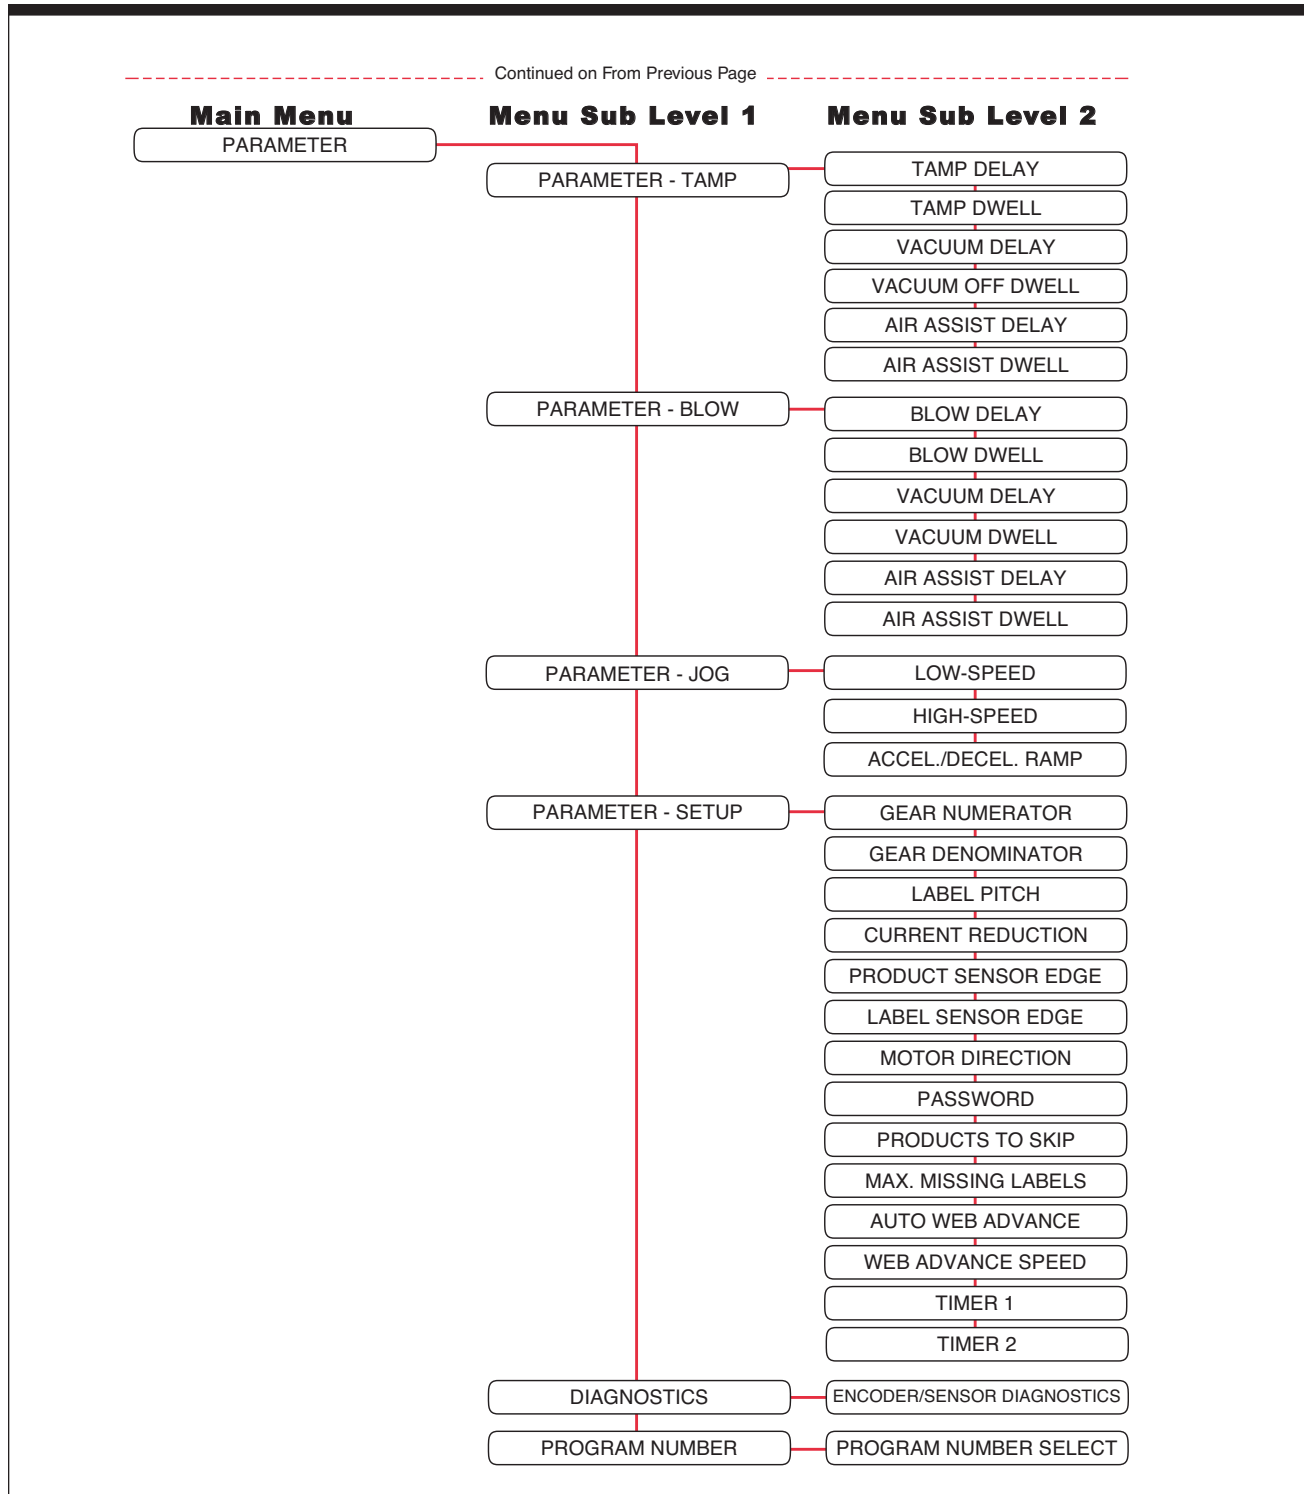 Continued on From Previous Page
Main Menu Menu Sub Level 1 Menu Sub Level 2
PARAMETER
PARAMETER - TAMP
TAMP DELAY
TAMP DWELL
VACUUM DELAY
VACUUM OFF DWELL
AIR ASSIST DELAY
AIR ASSIST DWELL
PARAMETER - BLOW
BLOW DELAY
BLOW DWELL
VACUUM DELAY
VACUUM DWELL
AIR ASSIST DELAY
AIR ASSIST DWELL
PARAMETER - JOG
LOW-SPEED
HIGH-SPEED
ACCEL./DECEL. RAMP
PARAMETER - SETUP
GEAR NUMERATOR
GEAR DENOMINATOR
LABEL PITCH
CURRENT REDUCTION
PRODUCT SENSOR EDGE
LABEL SENSOR EDGE
MOTOR DIRECTION
PASSWORD
PRODUCTS TO SKIP
MAX. MISSING LABELS
AUTO WEB ADVANCE
WEB ADVANCE SPEED
TIMER 1
TIMER 2
DIAGNOSTICS
ENCODER/SENSOR DIAGNOSTICS
PROGRAM NUMBER
PROGRAM NUMBER SELECT